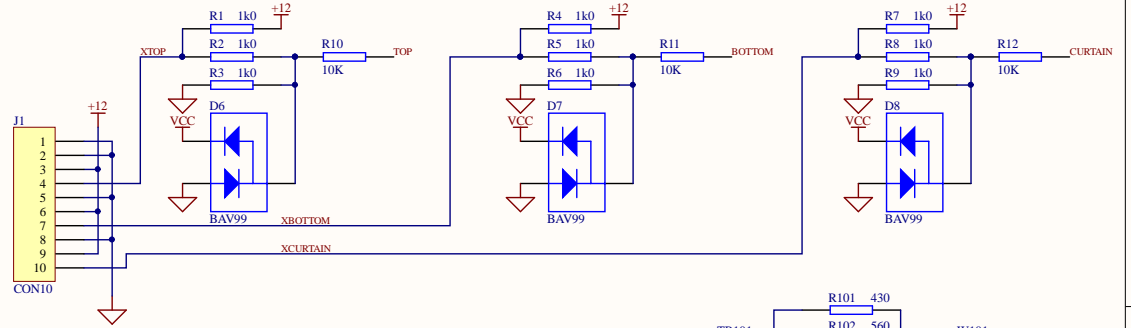 R1 1k0 +12
R4 1k0 +12
R7 1k0 +12
XTOP R2 1k0 R10 TOP
R5 1k0 R11 BOTTOM
R8 1k0 R12 CURTAIN
R3 1k0 10K
R6 1k0 10K
R9 1k0 10K
+12 D6
D7
D8
J1 VCC
VCC
VCC
1
2
3
4
5
6
7
8
9
10
CON10
BAV99
BAV99
BAV99
XBOTTOM
XCURTAIN
R101 430
R102 560